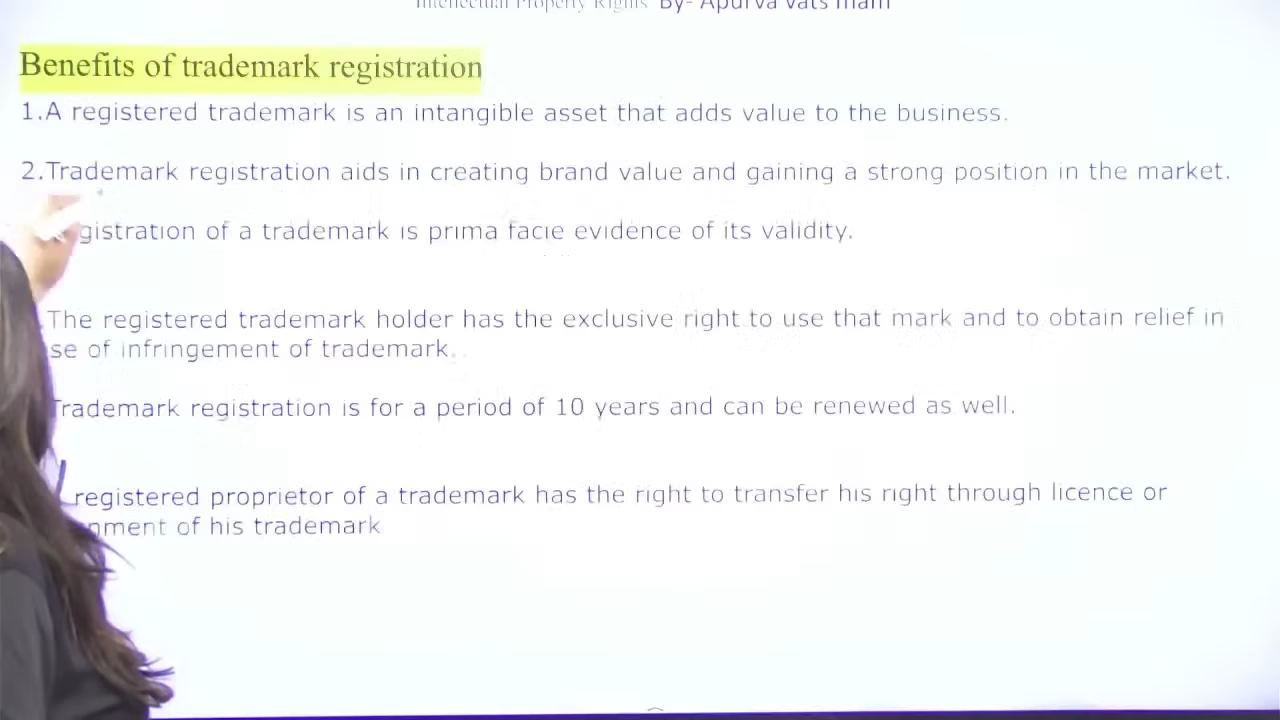 Intellectual Property Rights By- Apurva Vats mam
Benefits of trademark registration
1.A registered trademark is an intangible asset that adds value to the business.
2.Trademark registration aids in creating brand value and gaining a strong position in the market.
gistration of a trademark is prima facie evidence of its validity.
The registered trademark holder has the exclusive right to use that mark and to obtain relief in
se of infringement of trademark.
Trademark registration is for a period of 10 years and can be renewed as well.
registered proprietor of a trademark has the right to transfer his right through licence or
nment of his trademark